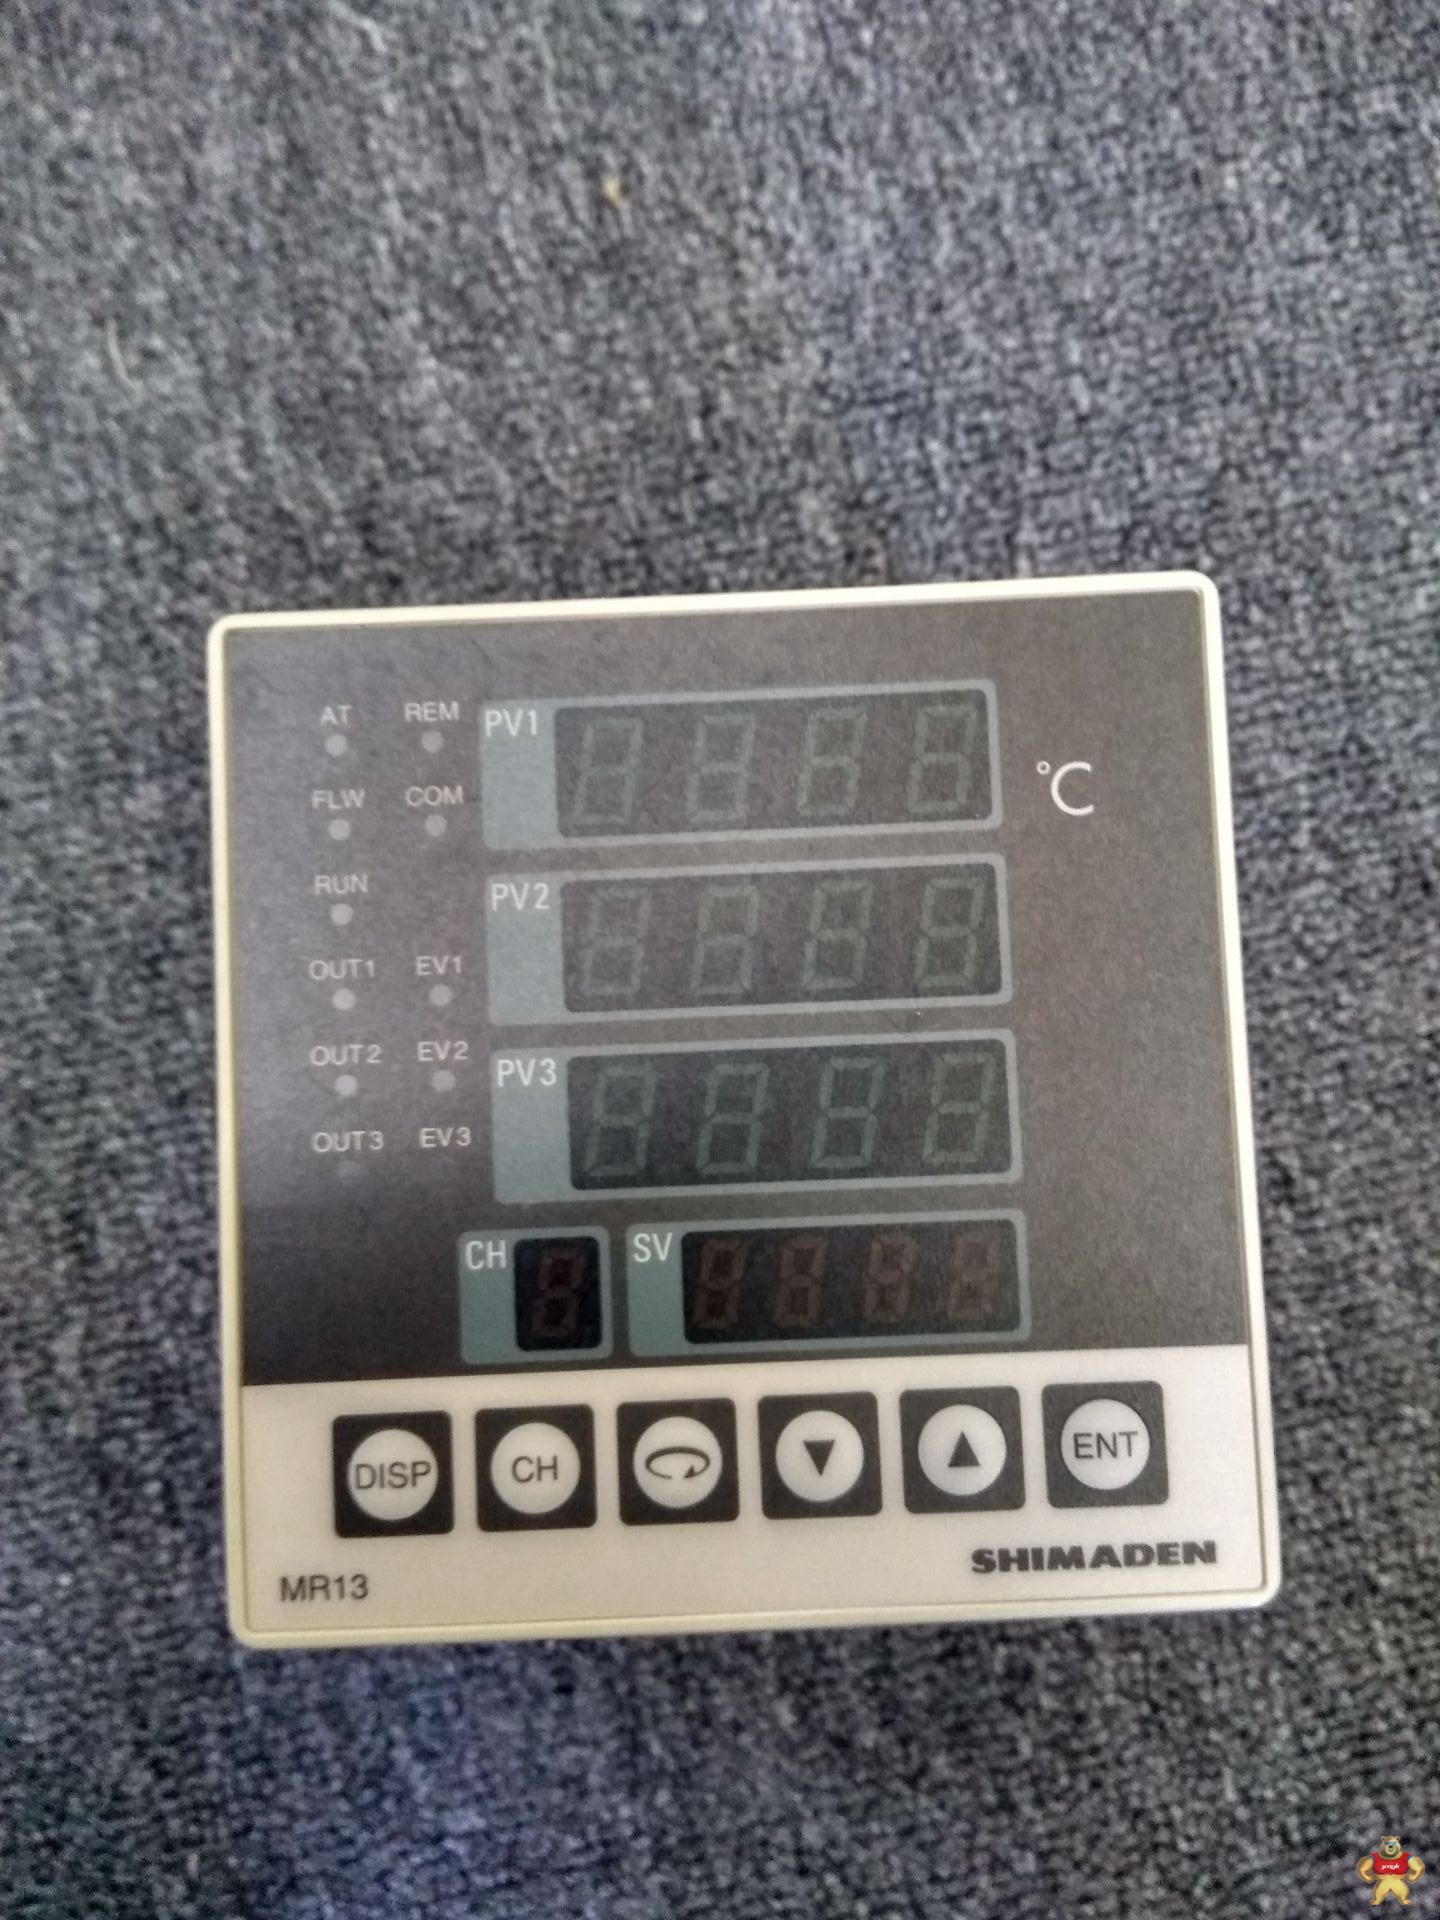 AT REM PV1
°C
FLW COM
RUN PV2
OUT1 EV1
OUT2 EV2 PV3
OUT3 EV3
CH SV
DISP CH ENT
SHIMADEN
MR13
ymgk